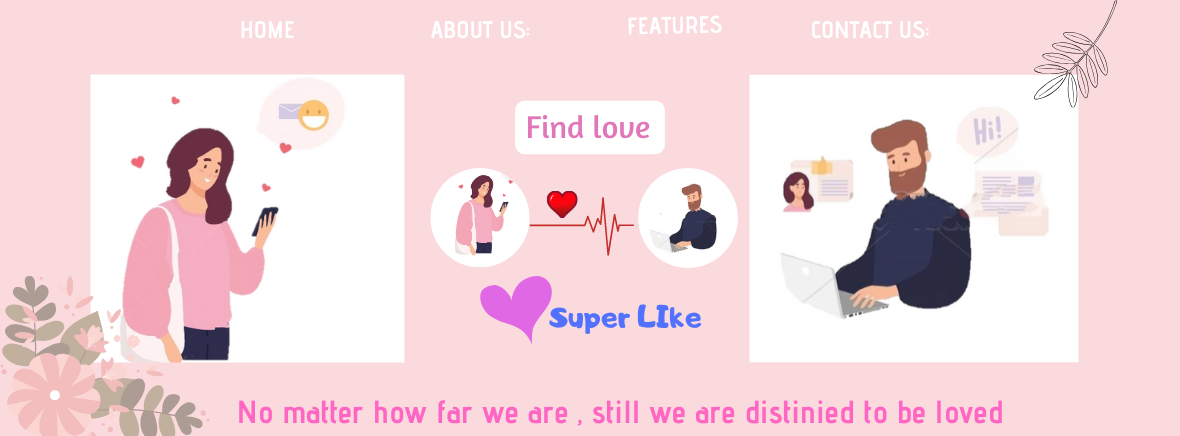 HOME
ABOUT US:
FEATURES
CONTACT US:
Hi!
Find love
Super LIke
No matter how far we are , still we are distinied to be loved